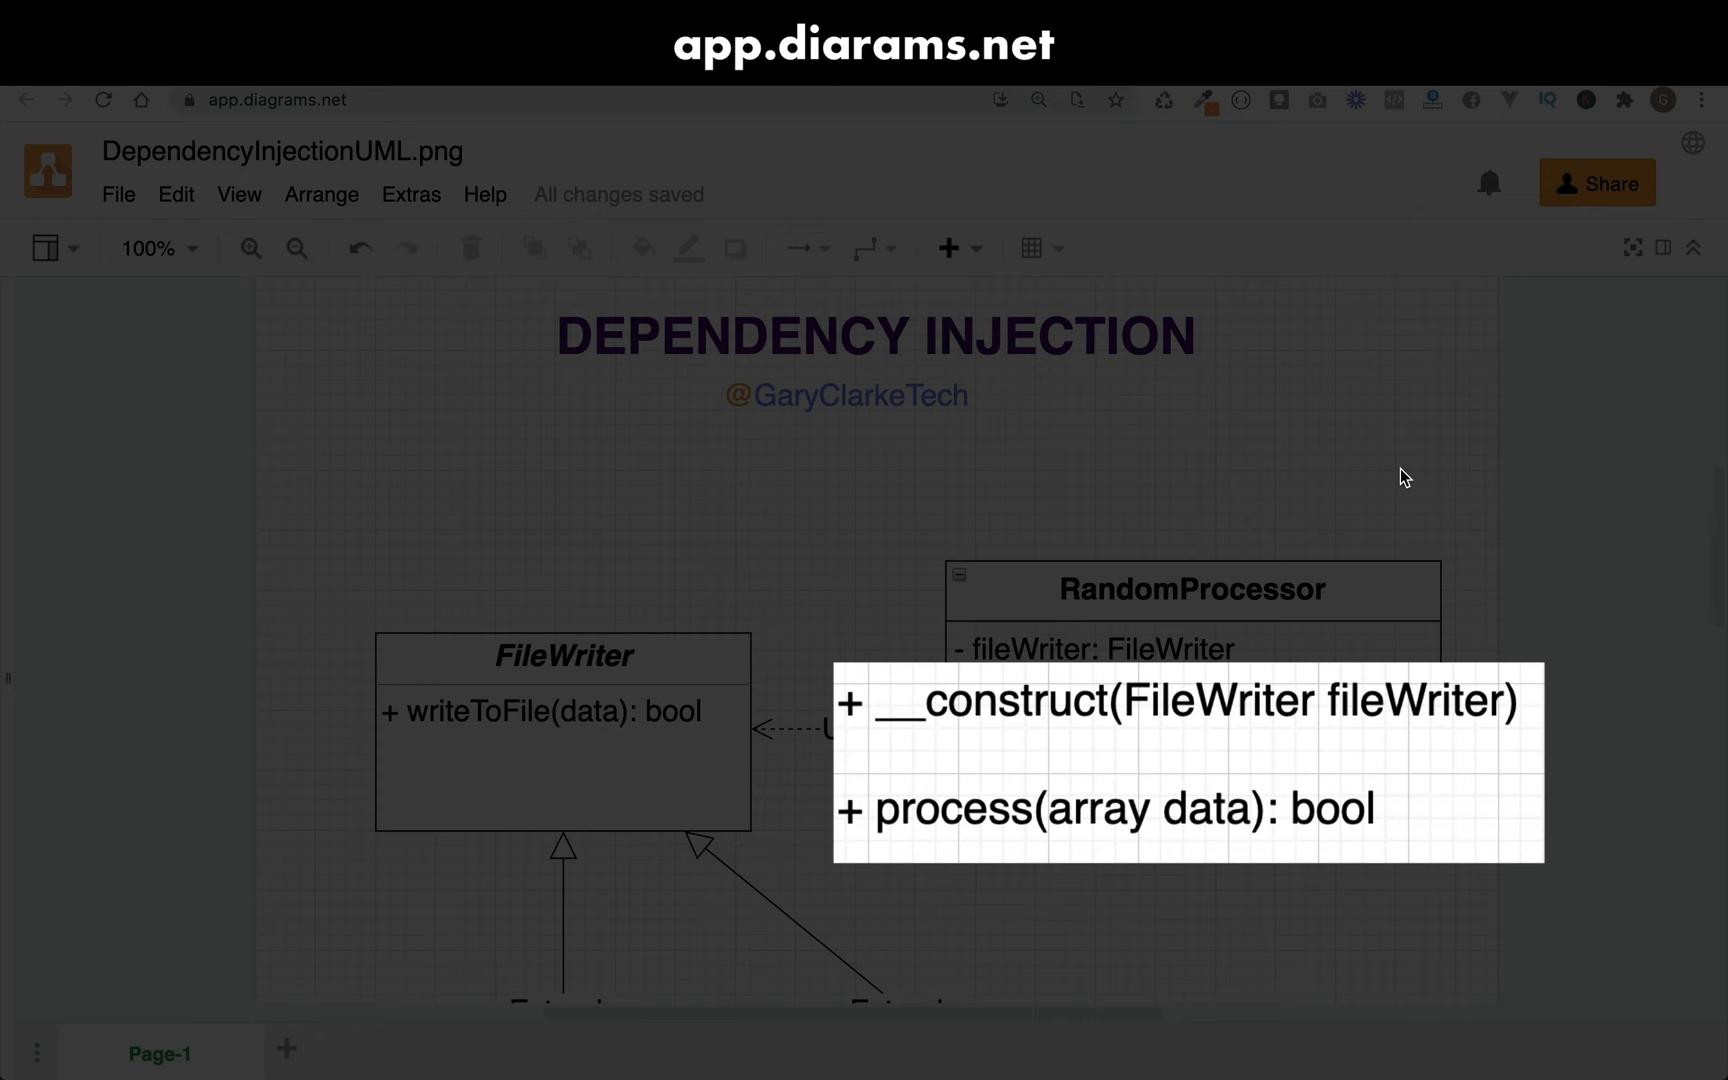 app.diarams.net
app.diagrams.net
DependencyInjectionUML.png
File Edit View Arrange Extras Help All changes saved
Share
100%
DEPENDENCY INJECTION
@GaryClarkeTech
RandomProcessor
- fileWriter: FileWriter
FileWriter
+ writeToFile(data): bool
+ __construct(FileWriter fileWriter)
+ process(array data): bool
Page-1